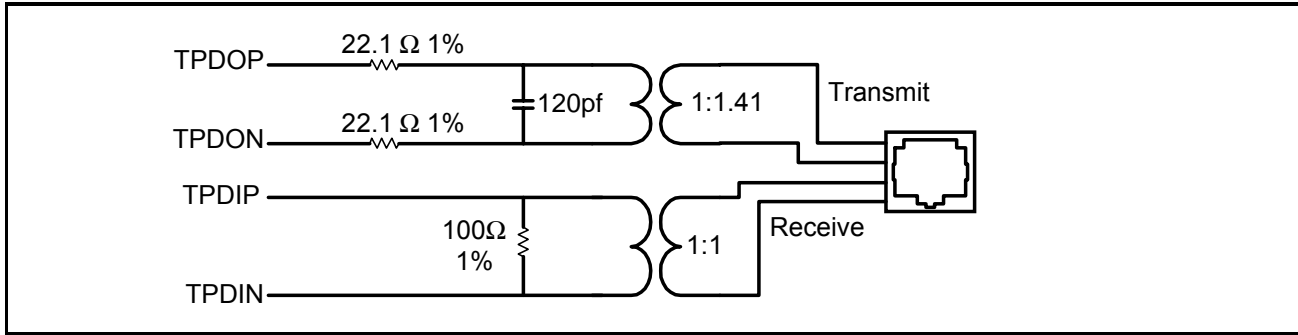 TPDOP
22.1 Ω 1%
120pf
1:1.41
Transmit
TPDON
22.1 Ω 1%
TPDIP
100Ω
1%
1:1
Receive
TPDIN